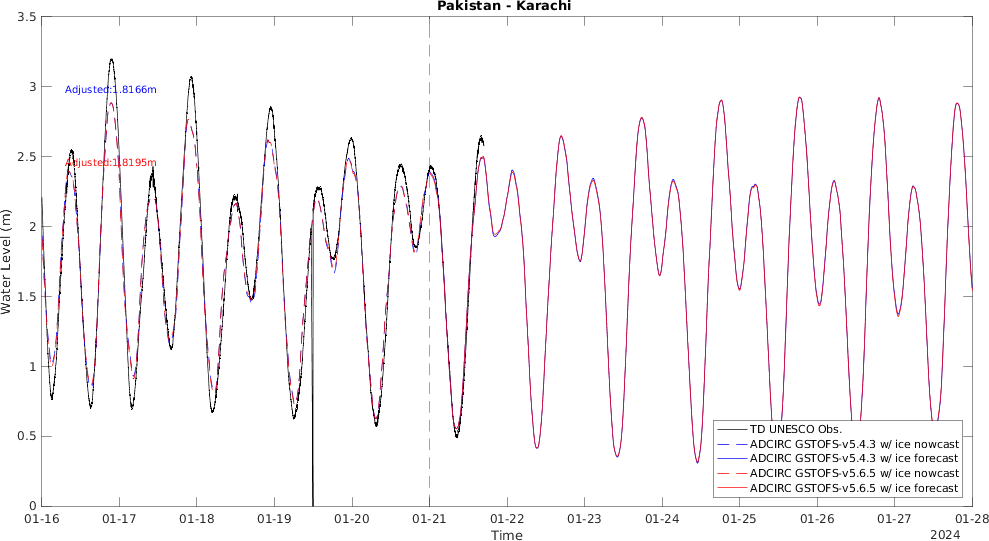 Pakistan - Karachi
3.5
3
2.5
2
1.5
1
0.5
0
Water Level (m)
Adjusted:1.8166m
Adjusted:1.8195m
TD UNESCO Obs.
ADCIRC GSTOFS-v5.4.3 w/ ice nowcast
ADCIRC GSTOFS-v5.4.3 w/ ice forecast
ADCIRC GSTOFS-v5.6.5 w/ ice nowcast
ADCIRC GSTOFS-v5.6.5 w/ ice forecast
01-16 01-17 01-18 01-19 01-20 01-21 01-22 01-23 01-24 01-25 01-26 01-27 01-28
Time
2024